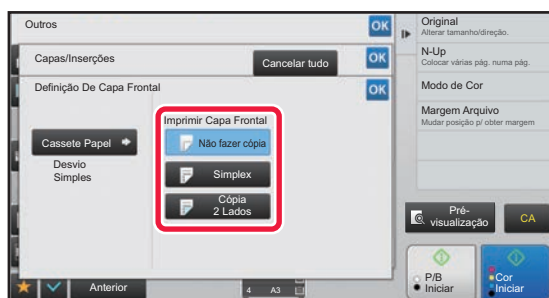 Outros
OK
Capas/Inserções
Cancelar tudo
OK
Definição De Capa Frontal
OK
Imprimir Capa Frontal
Cassete Papel
Desvio
Simples
Não fazer cópia
Simplex
Cópia
2 Lados
Anterior
4 A3
Original
Alterar tamanho/direção.
N-Up
Colocar várias pág. numa pág.
Modo de Cor
Margem Arquivo
Mudar posição p/ obter margem
Pré-
visualização
CA
P/B
Iniciar
Cor
Iniciar